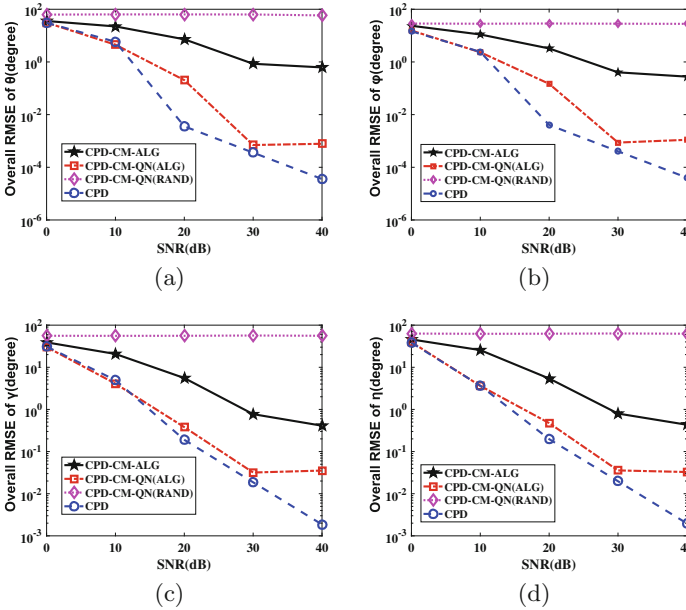 Overall RMSE of θ(degree)
10^2
10^0
10^-2
10^-4
10^-6
CPD-CM-ALG
CPD-CM-QN(ALG)
CPD-CM-QN(RAND)
CPD
0 10 20 30 40
SNR(dB)
(a)
Overall RMSE of φ(degree)
10^2
10^0
10^-2
10^-4
10^-6
CPD-CM-ALG
CPD-CM-QN(ALG)
CPD-CM-QN(RAND)
CPD
0 10 20 30 40
SNR(dB)
(b)
Overall RMSE of γ(degree)
10^2
10^1
10^0
10^-1
10^-2
10^-3
CPD-CM-ALG
CPD-CM-QN(ALG)
CPD-CM-QN(RAND)
CPD
0 10 20 30 40
SNR(dB)
(c)
Overall RMSE of η(degree)
10^2
10^1
10^0
10^-1
10^-2
10^-3
CPD-CM-ALG
CPD-CM-QN(ALG)
CPD-CM-QN(RAND)
CPD
0 10 20 30 40
SNR(dB)
(d)